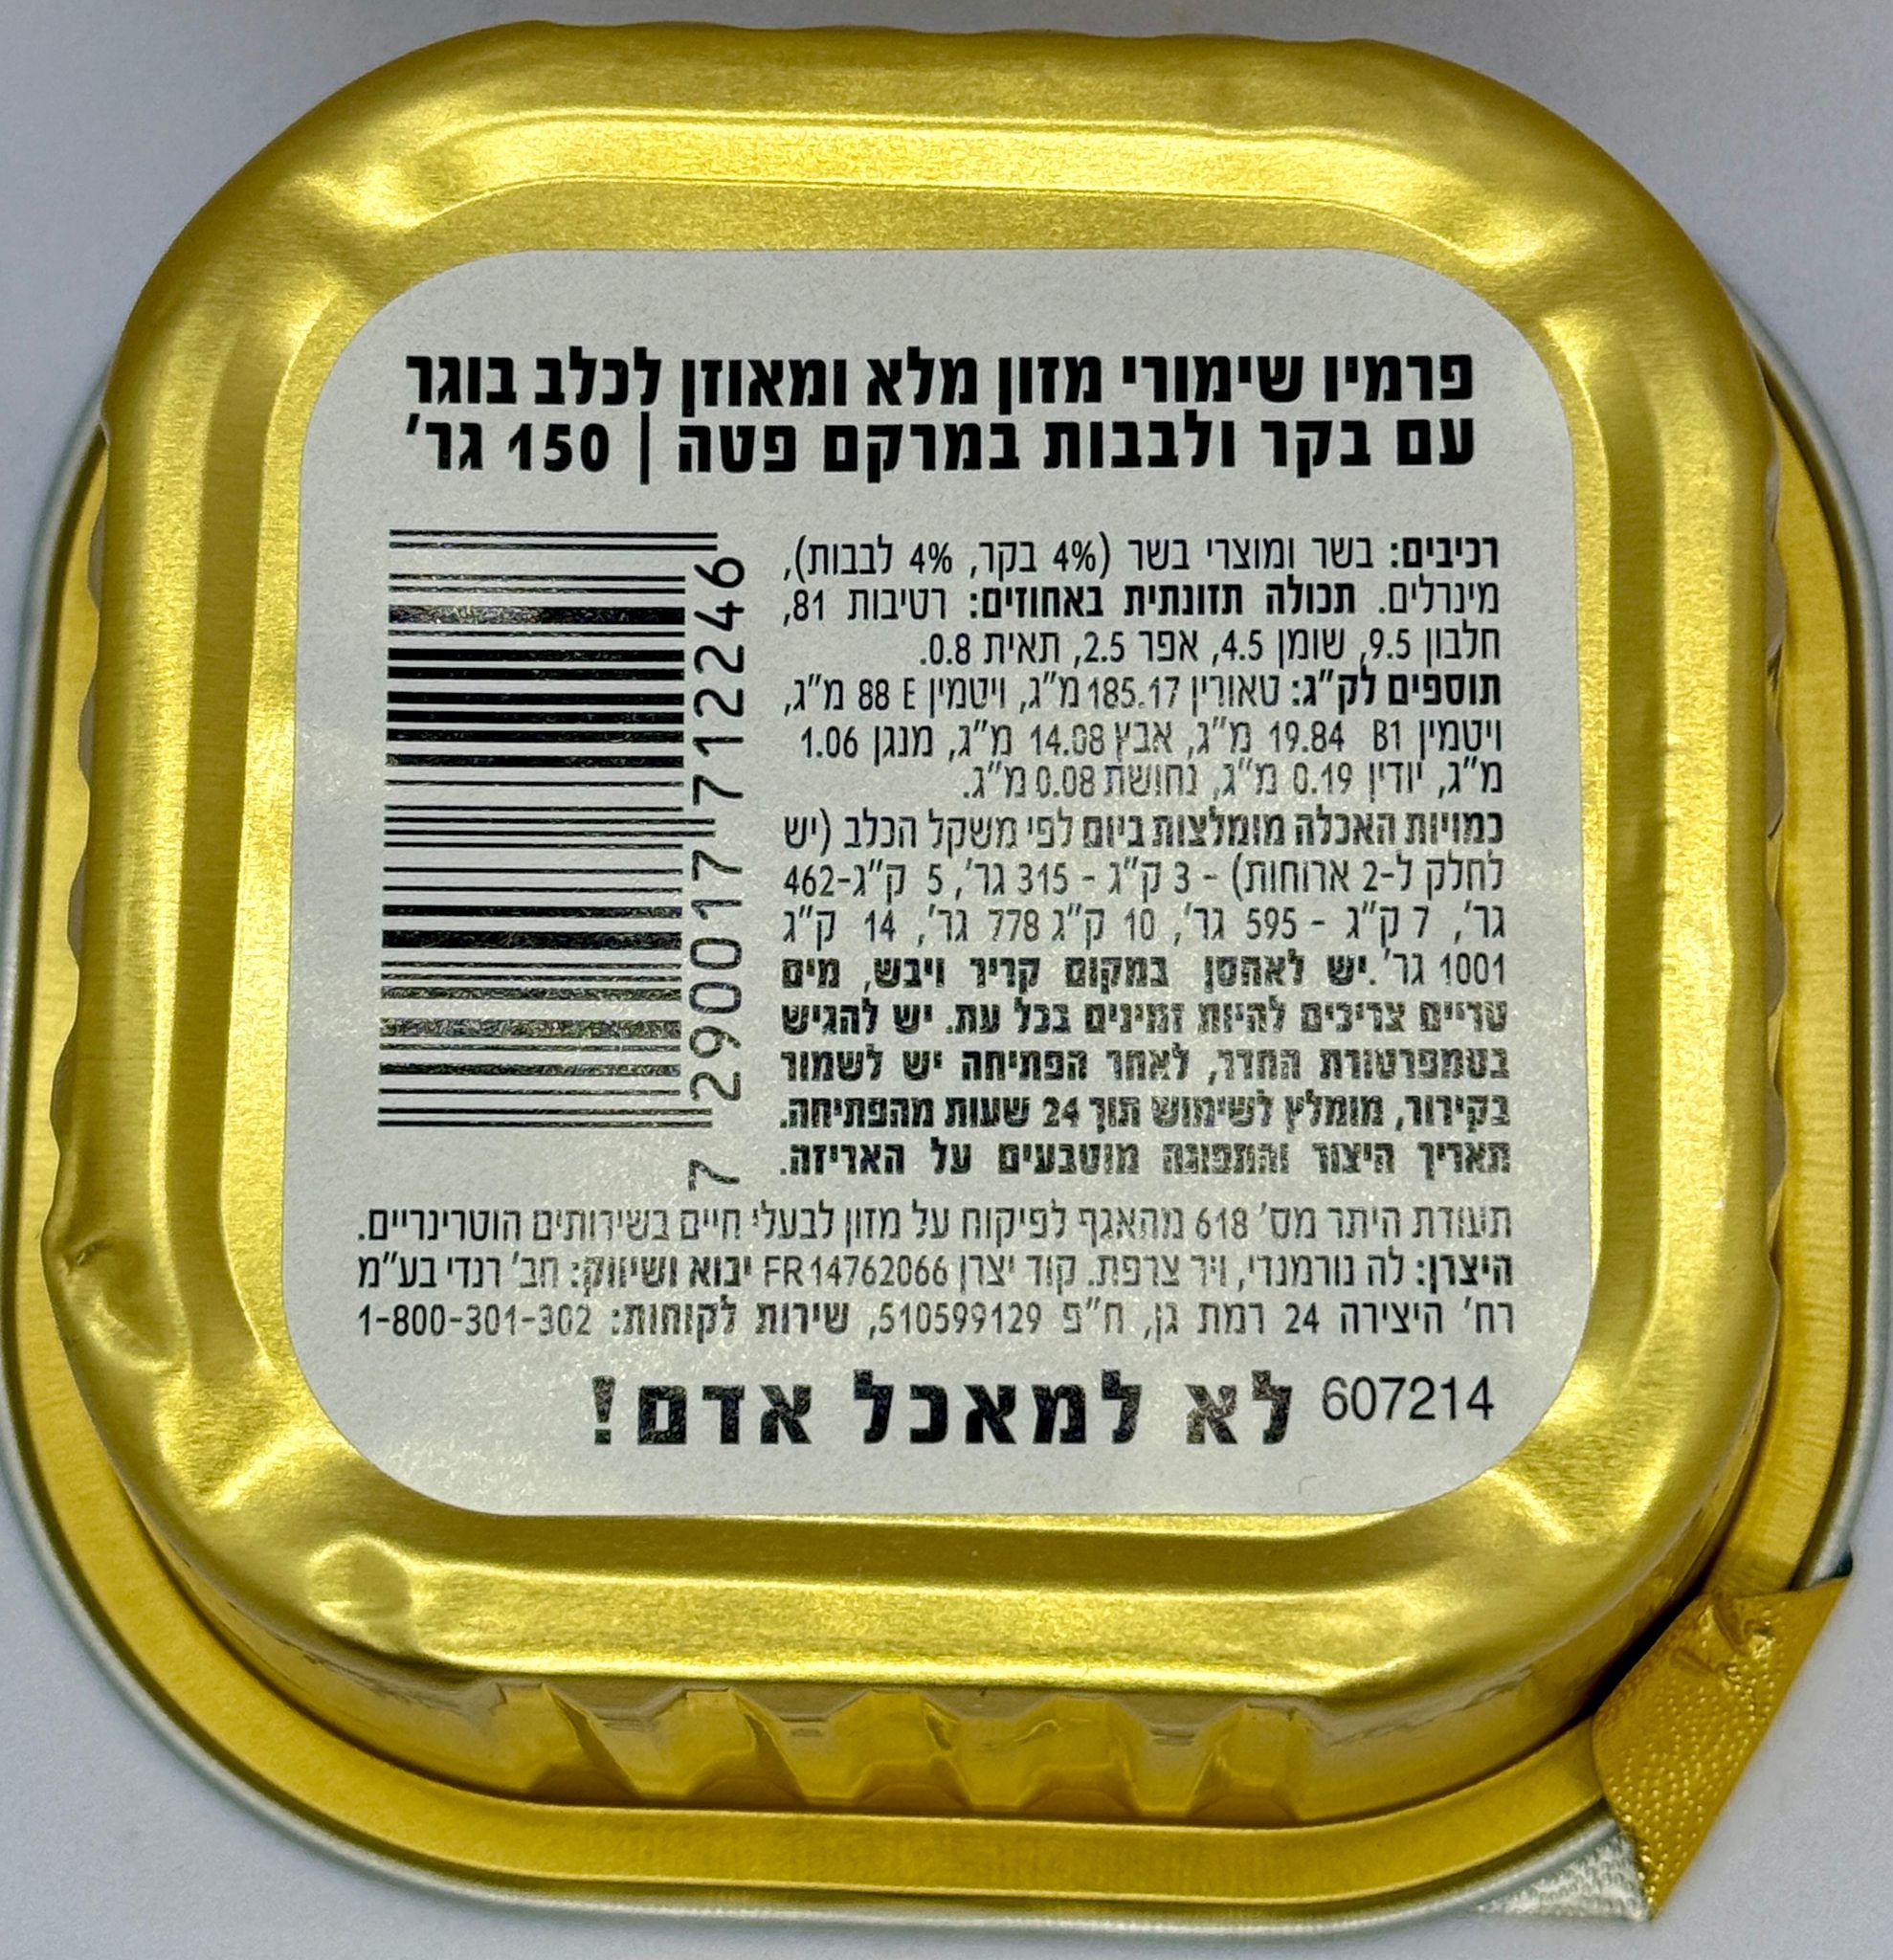 פרמיו שימורי מזון מלא ומאוזן לכלב בוגר
עם בקר ולבבות במרקם פטה | 150 גר'
רכיבים: בשר ומוצרי בשר (4% בקר, 4% לבבות),
מינרלים. תכולה תזונתית באחוזים: רטיבות 81,
חלבון 9.5, שומן 4.5, אפר 2.5, תאית 0.8.
תוספים לק"ג: טאורין 185.17 מ"ג, ויטמין E 88 מ"ג,
ויטמין B1 19.84 מ"ג, אבץ 14.08 מ"ג, מנגן 1.06
מ"ג, יודין 0.19 מ"ג, נחושת 0.08 מ"ג.
כמויות האכלה מומלצות ביום לפי משקל הכלב (יש
לחלק ל-2 ארוחות) - 3 ק"ג - 315 גר', 5 ק"ג-462
גר', 7 ק"ג - 595 גר', 10 ק"ג 778 גר', 14 ק"ג
1001 גר'. יש לאחסן במקום קריר ויבש, מים
טריים צריכים להיות זמינים בכל עת. יש להגיש
בטמפרטורת החדר, לאחר הפתיחה יש לשמור
בקירור, מומלץ לשימוש תוך 24 שעות מהפתיחה.
תאריך היצור והתפוגה מוטבעים על האריזה.
7 290017 712246
תעודת היתר מס' 618 מהאגף לפיקוח על מזון לבעלי חיים בשירותים הוטרינריים.
היצרן: לה נורמנדי, ויר צרפת. קוד יצרן FR14762066 יבוא ושיווק: חב' רנדי בע"מ
רח' היצירה 24 רמת גן, ח"פ 510599129, שירות לקוחות: 1-800-301-302
607214 לא למאכל אדם!